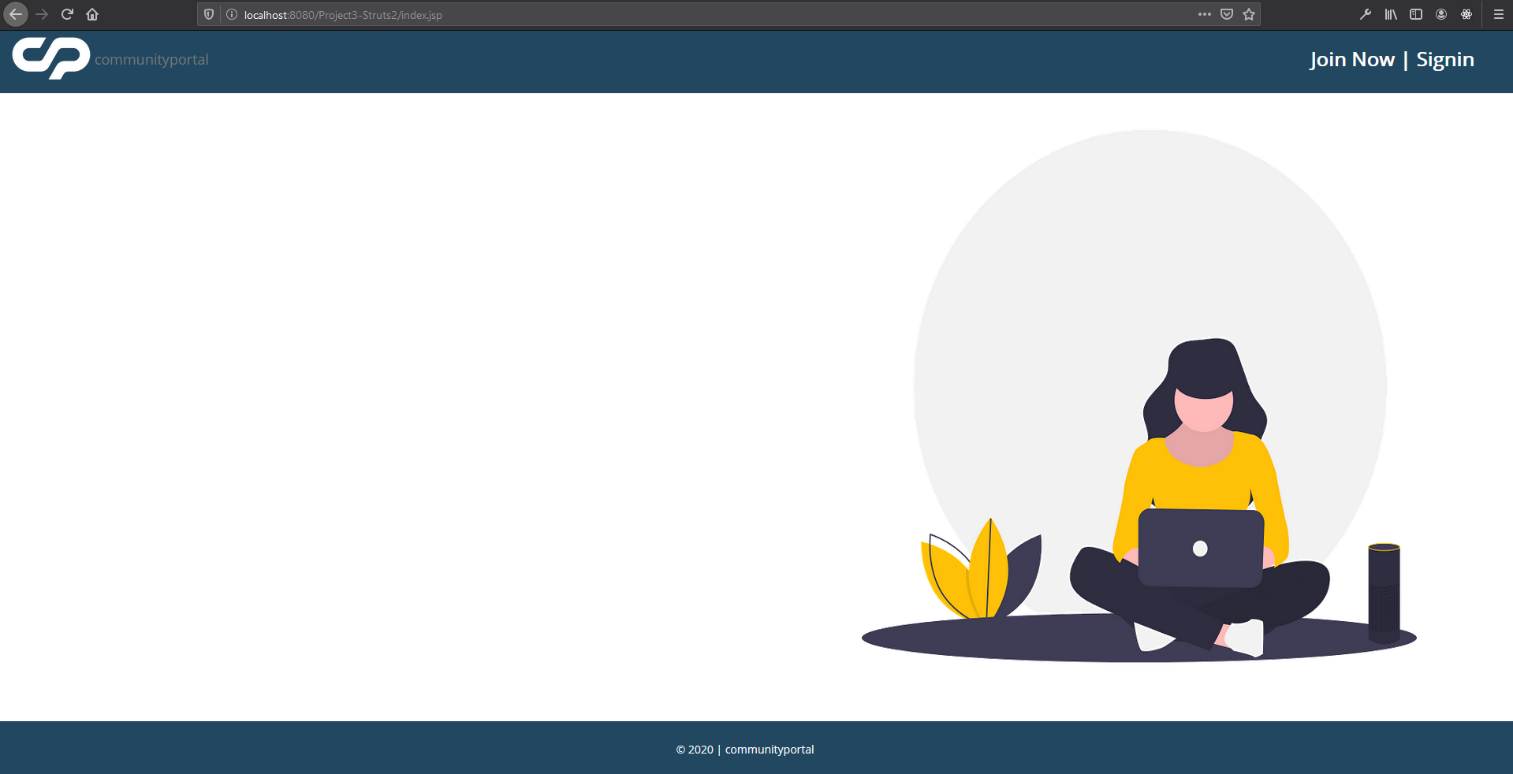 localhost:8080/Project3-Struts2/index.jsp
communityportal
Join Now | Signin
© 2020 | communityportal